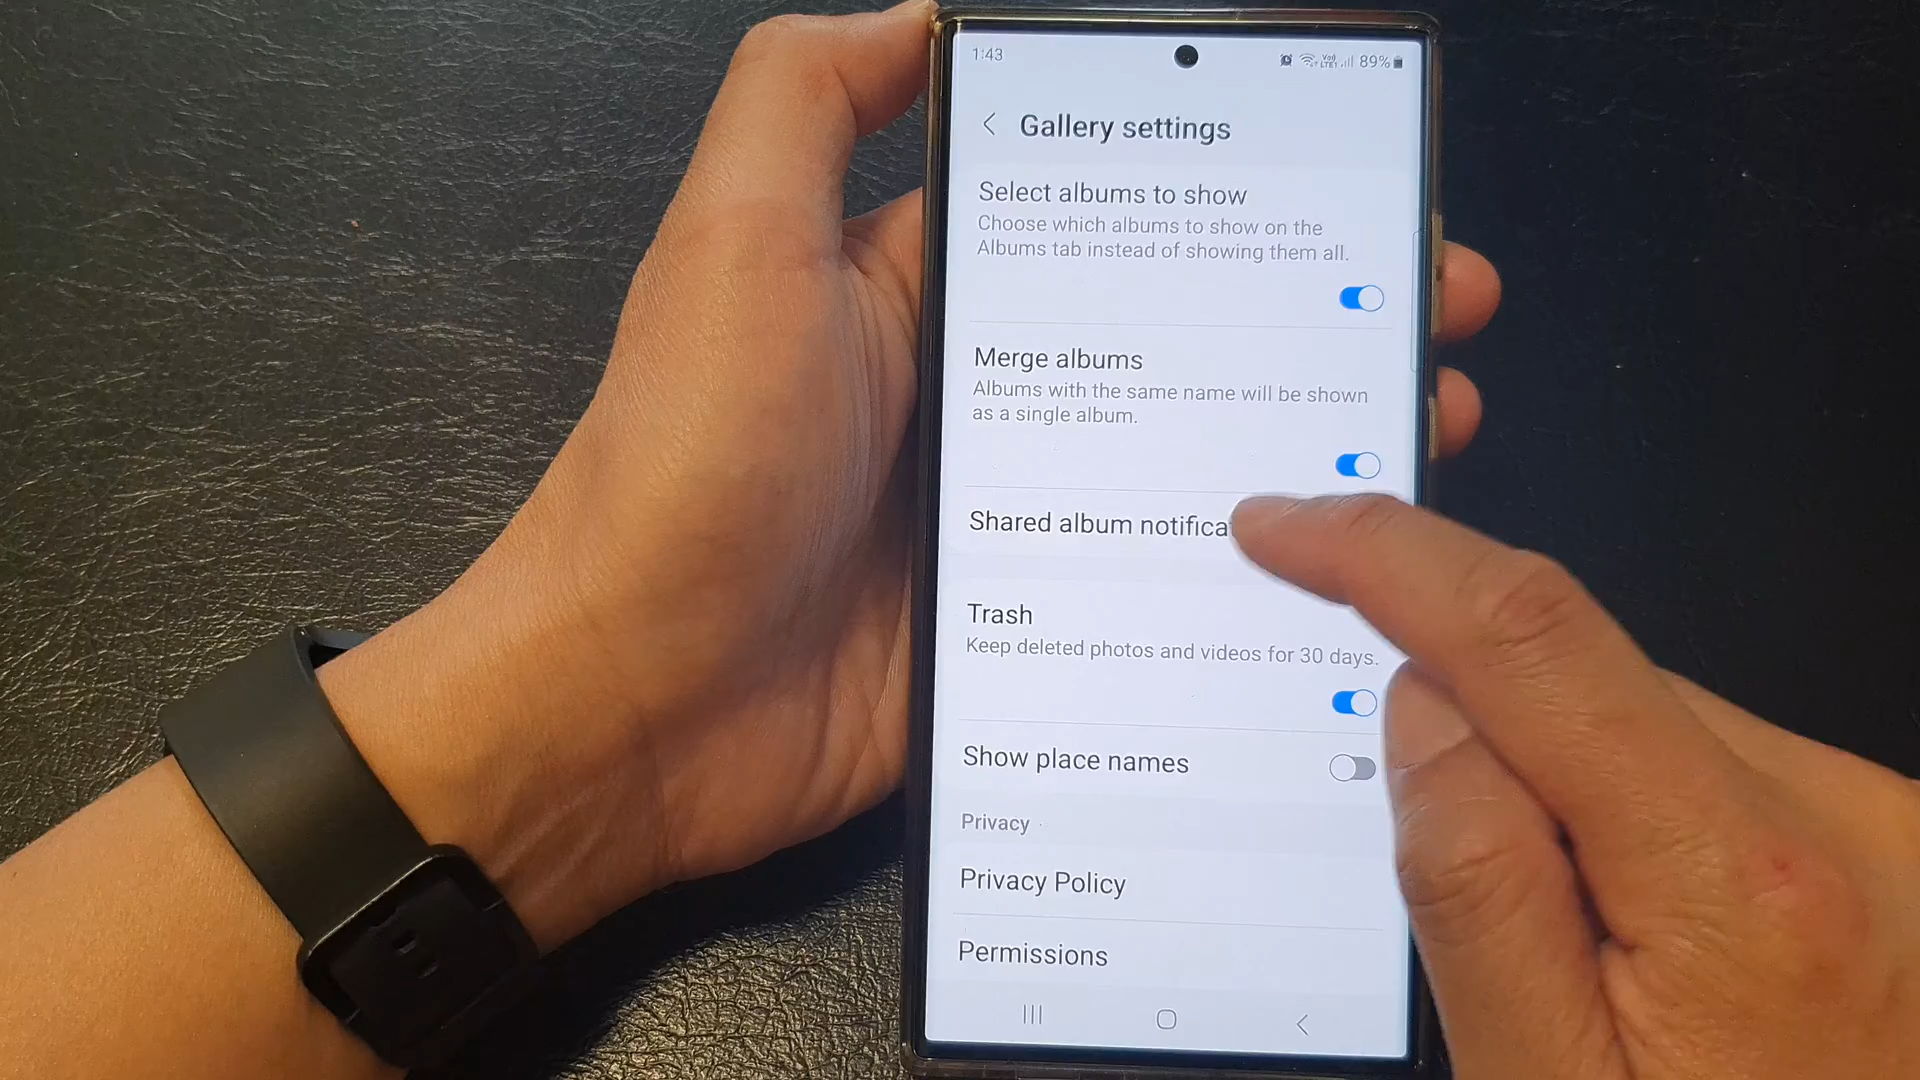 1:43
89%
Gallery settings
Select albums to show
Choose which albums to show on the
Albums tab instead of showing them all.
Merge albums
Albums with the same name will be shown
as a single album.
Shared album notifica
Trash
Keep deleted photos and videos for 30 days.
Show place names
Privacy
Privacy Policy
Permissions